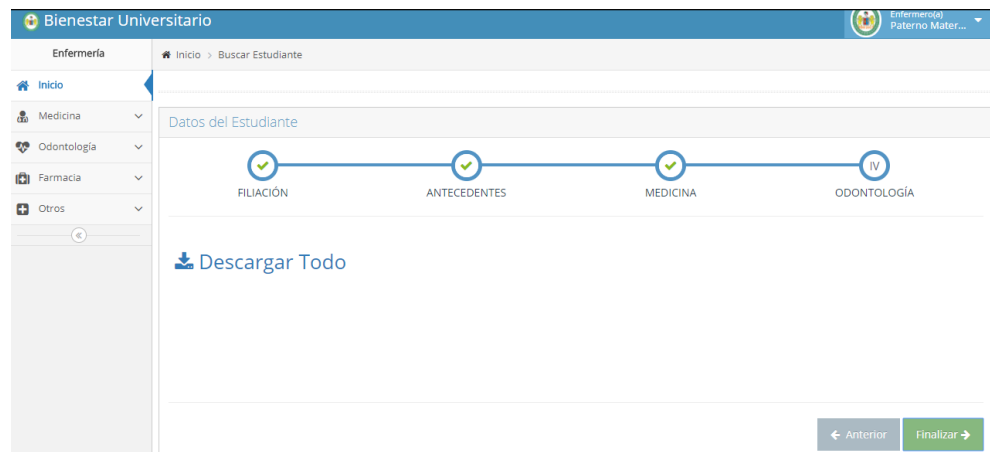 Bienestar Universitario
Enfermero(a)
Paterno Mater...
Enfermería
Inicio > Buscar Estudiante
Inicio
Medicina
Odontología
Farmacia
Otros
Datos del Estudiante
IV
FILIACIÓN ANTECEDENTES MEDICINA ODONTOLOGÍA
Descargar Todo
Anterior Finalizar